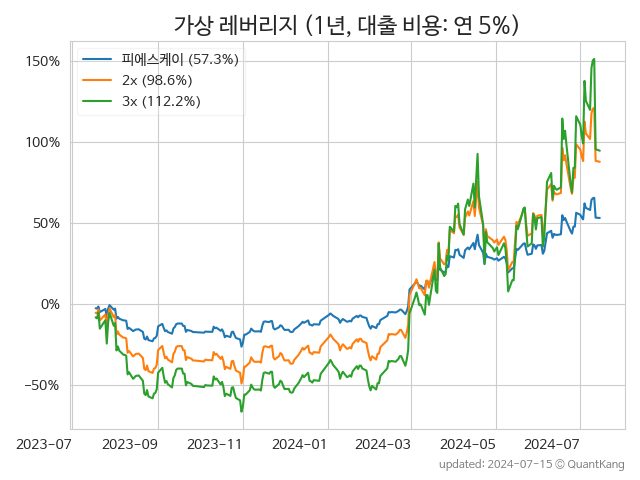 가상 레버리지 (1년, 대출 비용: 연 5%)
피에스케이 (57.3%)
2x (98.6%)
3x (112.2%)
150%
100%
50%
0%
−50%
2023-07
2023-09
2023-11
2024-01
2024-03
2024-05
2024-07
updated: 2024-07-15 © QuantKang